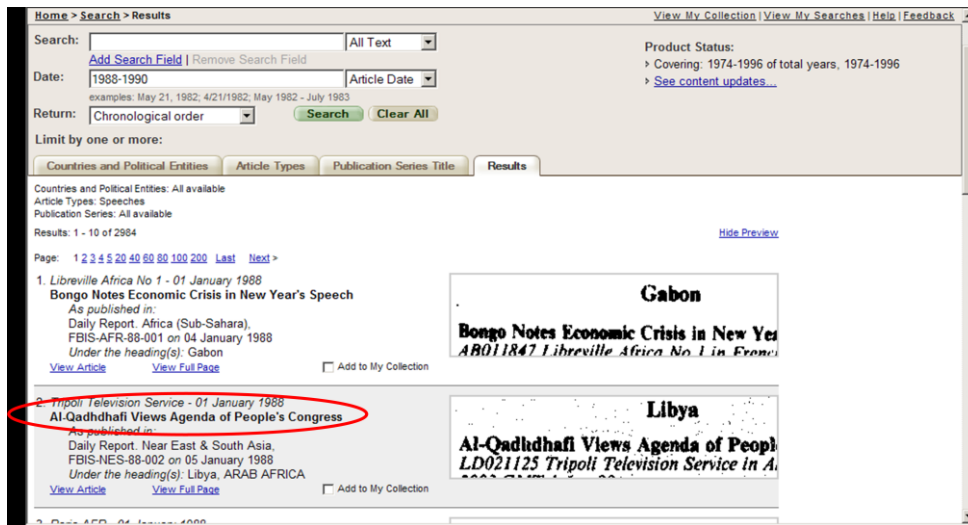 Home > Search > Results
View My Collection | View My Searches | Help | Feedback
Search:
All Text
Add Search Field | Remove Search Field
Date:
1988-1990
Article Date
examples: May 21, 1982; 4/21/1982; May 1982 - July 1983
Return:
Chronological order
Search
Clear All
Product Status:
› Covering: 1974-1996 of total years, 1974-1996
› See content updates...
Limit by one or more:
Countries and Political Entities
Article Types
Publication Series Title
Results
Countries and Political Entities: All available
Article Types: Speeches
Publication Series: All available
Results: 1 - 10 of 2984
Hide Preview
Page: 1 2 3 4 5 20 40 60 80 100 200 Last Next >
1. Libreville Africa No 1 - 01 January 1988
Bongo Notes Economic Crisis in New Year's Speech
As published in:
Daily Report. Africa (Sub-Sahara),
FBIS-AFR-88-001 on 04 January 1988
Under the heading(s): Gabon
View Article
View Full Page
Add to My Collection
Gabon
Bongo Notes Economic Crisis in New Yea
AB011847 Libreville Africa No 1 in Frenc
2. Tripoli Television Service - 01 January 1988
Al-Qadhdhafi Views Agenda of People's Congress
As published in:
Daily Report. Near East & South Asia,
FBIS-NES-88-002 on 05 January 1988
Under the heading(s): Libya, ARAB AFRICA
View Article
View Full Page
Add to My Collection
Libya
Al-Qadhdhafi Views Agenda of Peopl
LD021125 Tripoli Television Service in A